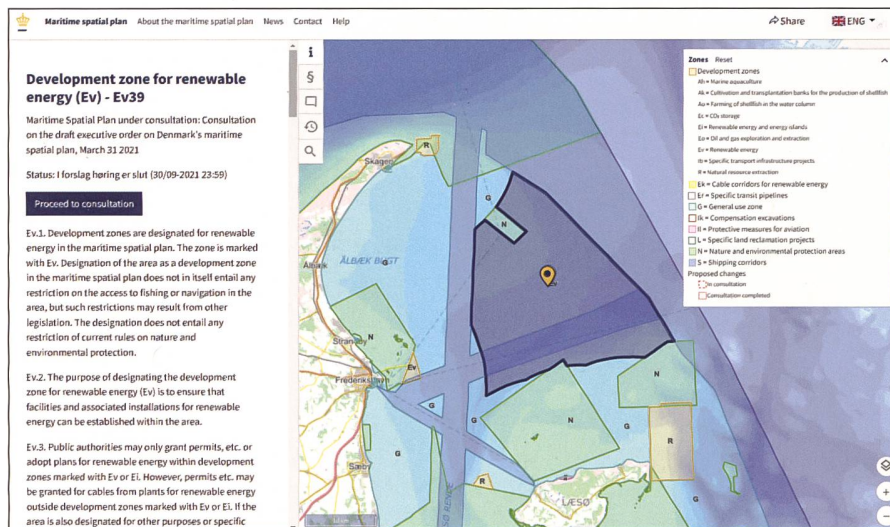 Maritime spatial plan About the maritime spatial plan News Contact Help
Share ENG
Development zone for renewable
energy (Ev) - Ev39
Maritime Spatial Plan under consultation: Consultation
on the draft executive order on Denmark's maritime
spatial plan, March 31 2021
Status: I forslag høring er slut (30/09-2021 23:59)
Proceed to consultation
Ev.1. Development zones are designated for renewable
energy in the maritime spatial plan. The zone is marked
with Ev. Designation of the area as a development zone
in the maritime spatial plan does not in itself entail any
restriction on the access to fishing or navigation in the
area, but such restrictions may result from other
legislation. The designation does not entail any
restriction of current rules on nature and
environmental protection.
Ev.2. The purpose of designating the development
zone for renewable energy (Ev) is to ensure that
facilities and associated installations for renewable
energy can be established within the area.
Ev.3. Public authorities may only grant permits, etc. or
adopt plans for renewable energy within development
zones marked with Ev or Ei. However, permits etc. may
be granted for cables from plants for renewable energy
outside development zones marked with Ev or Ei. If the
area is also designated for other purposes or specific
i
§
Zones Reset
Development zones
Ah = Marine aquaculture
Ak = Cultivation and transplantation banks for the production of shellfish
Ao = Farming of shellfish in the water column
Es = CO₂ storage
Ei = Renewable energy and energy islands
Eo = Oil and gas exploration and extraction
Ev = Renewable energy
Ib = Specific transport infrastructure projects
R = Natural resource extraction
Ek = Cable corridors for renewable energy
Er = Specific transit pipelines
G = General use zone
Ik = Compensation excavations
Il = Protective measures for aviation
L = Specific land reclamation projects
N = Nature and environmental protection areas
S = Shipping corridors
Proposed changes
In consultation
Consultation completed
R
Skagen
G
N
Ålbæk
ÅLBÆK BUGT
G
Ev
N
Strandby
Ev
N
Frederikshavn
G
N
G
R
G
Sæby
R
LÆSØ